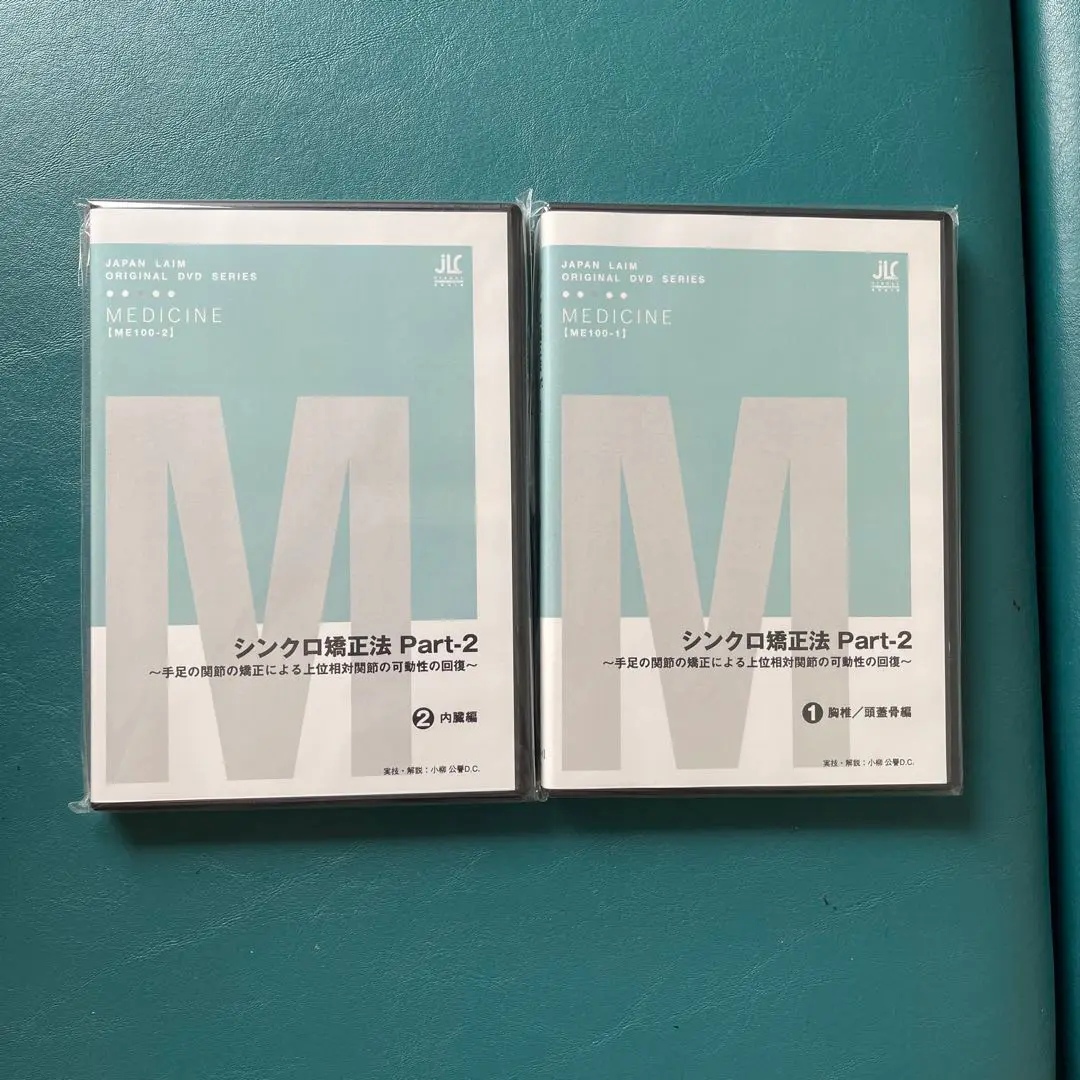 JAPAN LAIM
ORIGINAL DVD SERIES
MEDICINE
【ME100-2】
JLC
M
シンクロ矯正法 Part-2
〜手足の関節の矯正による上位相対関節の可動性の回復〜
2 内臓編
実技・解説：小柳 公譽D.C.
JAPAN LAIM
ORIGINAL DVD SERIES
MEDICINE
【ME100-1】
JLC
M
シンクロ矯正法 Part-2
〜手足の関節の矯正による上位相対関節の可動性の回復〜
1 胸椎／頭蓋骨編
実技・解説：小柳 公譽D.C.